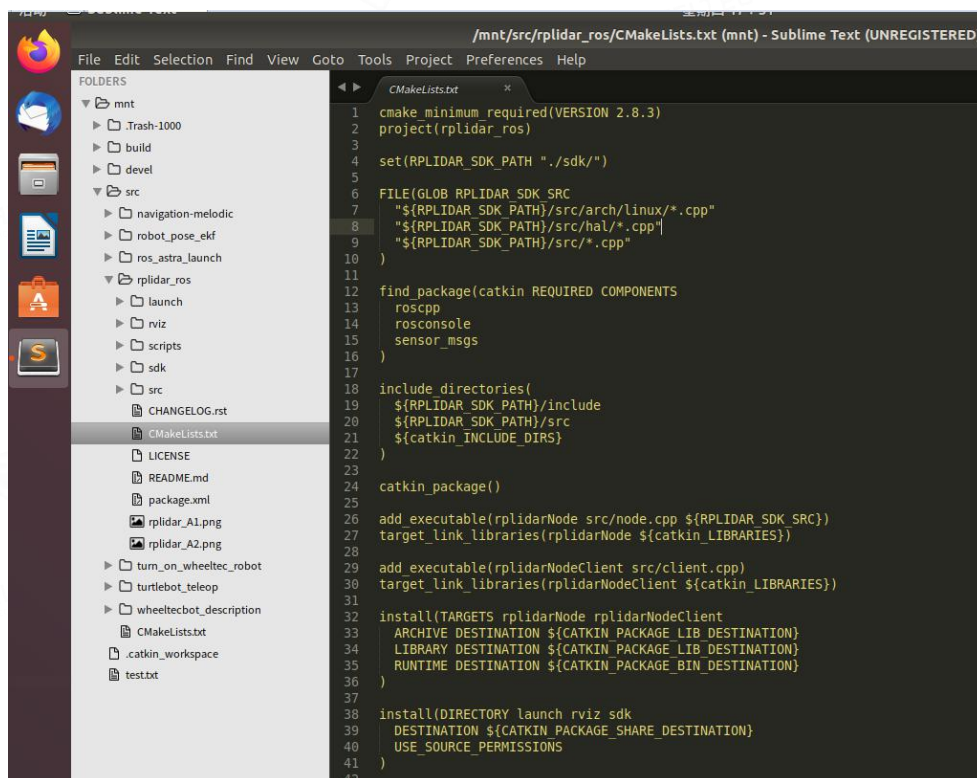 /mnt/src/rplidar_ros/CMakeLists.txt (mnt) - Sublime Text (UNREGISTERED
File Edit Selection Find View Goto Tools Project Preferences Help
FOLDERS
mnt
.Trash-1000
build
devel
src
navigation-melodic
robot_pose_ekf
ros_astra_launch
rplidar_ros
launch
rviz
scripts
sdk
src
CHANGELOG.rst
CMakeLists.txt
LICENSE
README.md
package.xml
rplidar_A1.png
rplidar_A2.png
turn_on_wheeltec_robot
turtlebot_teleop
wheeltecbot_description
CMakeLists.txt
.catkin_workspace
test.txt
CMakeLists.txt ×
1 cmake_minimum_required(VERSION 2.8.3)
2 project(rplidar_ros)
3
4 set(RPLIDAR_SDK_PATH "./sdk/")
5
6 FILE(GLOB RPLIDAR_SDK_SRC
7 "${RPLIDAR_SDK_PATH}/src/arch/linux/*.cpp"
8 "${RPLIDAR_SDK_PATH}/src/hal/*.cpp"
9 "${RPLIDAR_SDK_PATH}/src/*.cpp"
10 )
11
12 find_package(catkin REQUIRED COMPONENTS
13 roscpp
14 rosconsole
15 sensor_msgs
16 )
17
18 include_directories(
19 ${RPLIDAR_SDK_PATH}/include
20 ${RPLIDAR_SDK_PATH}/src
21 ${catkin_INCLUDE_DIRS}
22 )
23
24 catkin_package()
25
26 add_executable(rplidarNode src/node.cpp ${RPLIDAR_SDK_SRC})
27 target_link_libraries(rplidarNode ${catkin_LIBRARIES})
28
29 add_executable(rplidarNodeClient src/client.cpp)
30 target_link_libraries(rplidarNodeClient ${catkin_LIBRARIES})
31
32 install(TARGETS rplidarNode rplidarNodeClient
33 ARCHIVE DESTINATION ${CATKIN_PACKAGE_LIB_DESTINATION}
34 LIBRARY DESTINATION ${CATKIN_PACKAGE_LIB_DESTINATION}
35 RUNTIME DESTINATION ${CATKIN_PACKAGE_BIN_DESTINATION}
36 )
37
38 install(DIRECTORY launch rviz sdk
39 DESTINATION ${CATKIN_PACKAGE_SHARE_DESTINATION}
40 USE_SOURCE_PERMISSIONS
41 )